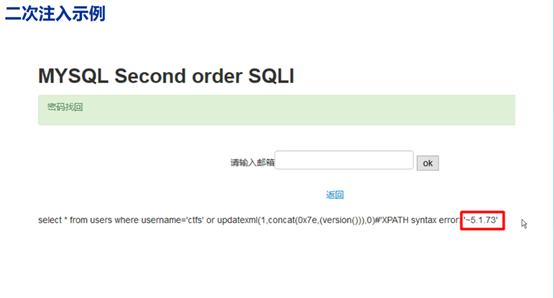 二次注入示例
MYSQL Second order SQLI
密码找回
请输入邮箱 ok
返回
select * from users where username='ctfs' or updatexml(1,concat(0x7e,(version())),0)#'XPATH syntax error: '~5.1.73'